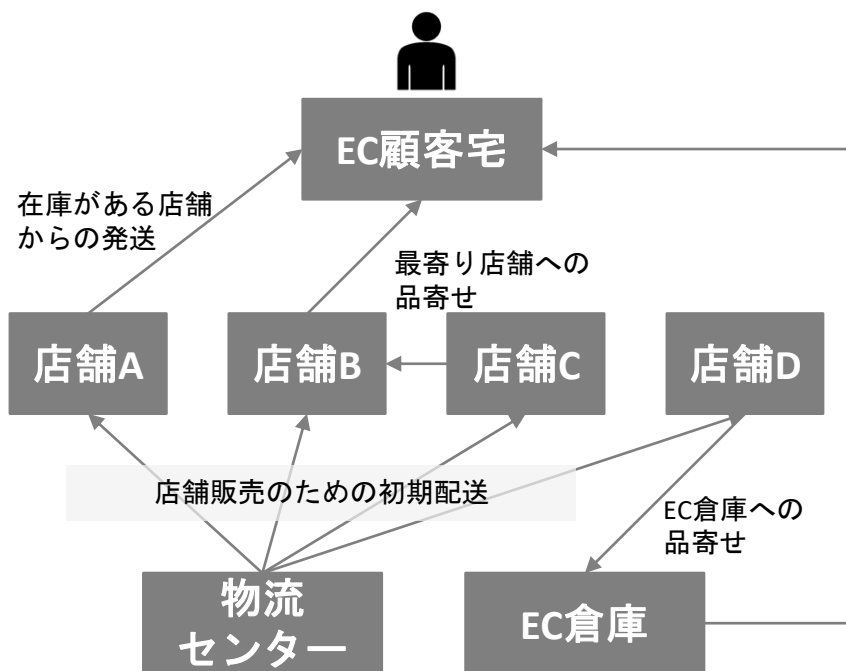 EC顧客宅
在庫がある店舗
からの発送
最寄り店舗への
品寄せ
店舗A
店舗B
店舗C
店舗D
店舗販売のための初期配送
EC倉庫への
品寄せ
物流
センター
EC倉庫